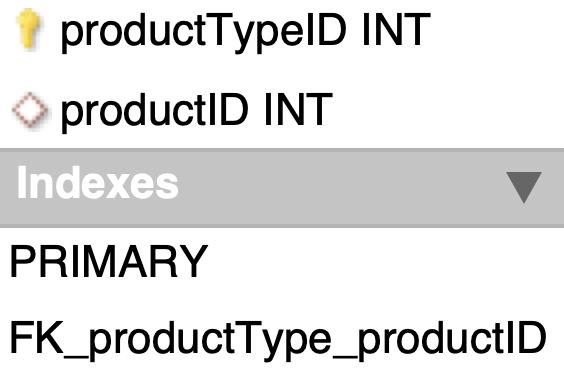 productTypeID INT
productID INT
Indexes
PRIMARY
FK_productType_productID